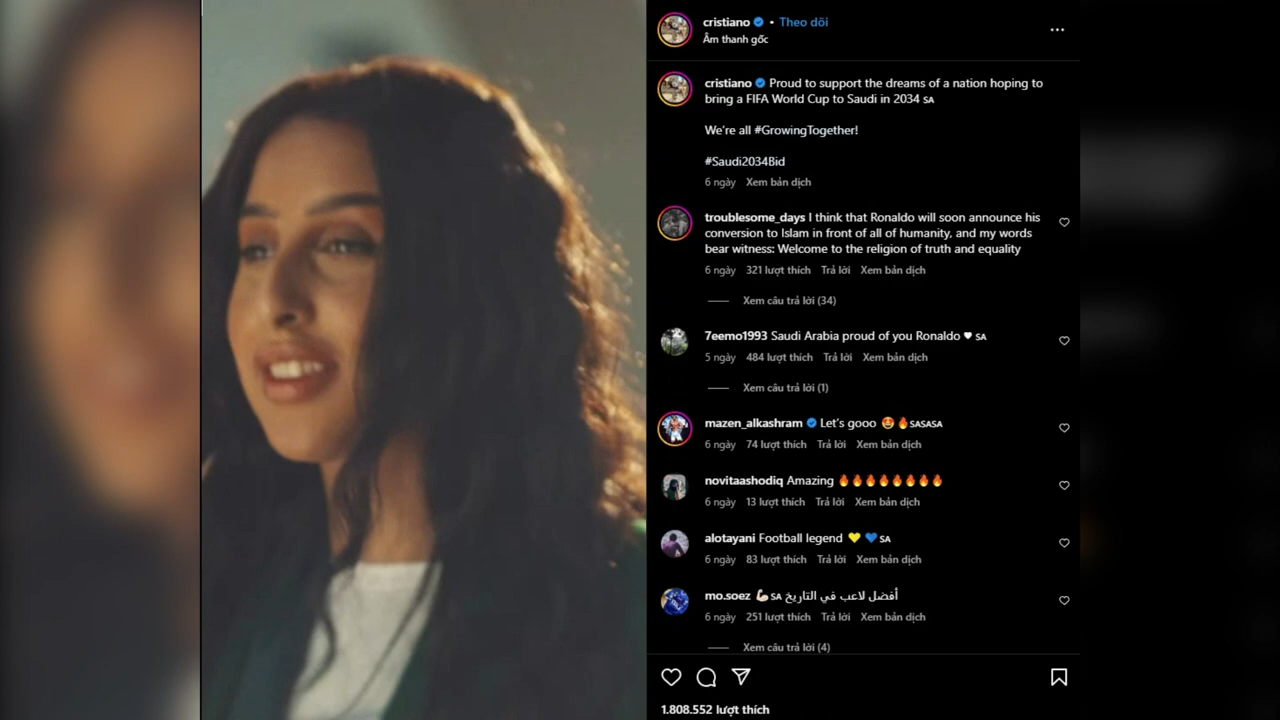 cristiano • Theo dõi
Âm thanh gốc
cristiano Proud to support the dreams of a nation hoping to
bring a FIFA World Cup to Saudi in 2034 🇸🇦
We're all #GrowingTogether!
#Saudi2034Bid
6 ngày Xem bản dịch
troublesome_days I think that Ronaldo will soon announce his
conversion to Islam in front of all of humanity, and my words
bear witness: Welcome to the religion of truth and equality
6 ngày 321 lượt thích Trả lời Xem bản dịch
Xem câu trả lời (34)
7eemo1993 Saudi Arabia proud of you Ronaldo ♥ 🇸🇦
5 ngày 484 lượt thích Trả lời Xem bản dịch
Xem câu trả lời (1)
mazen_alkashram Let's gooo 😍🔥🇸🇦🇸🇦🇸🇦
6 ngày 74 lượt thích Trả lời Xem bản dịch
novitaashodiq Amazing 🔥🔥🔥🔥🔥🔥🔥🔥
6 ngày 13 lượt thích Trả lời Xem bản dịch
alotayani Football legend 💛 💙 🇸🇦
6 ngày 83 lượt thích Trả lời Xem bản dịch
mo.soez 💪🏻🇸🇦 أفضل لاعب في التاريخ
6 ngày 251 lượt thích Trả lời Xem bản dịch
Xem câu trả lời (4)
1.808.552 lượt thích